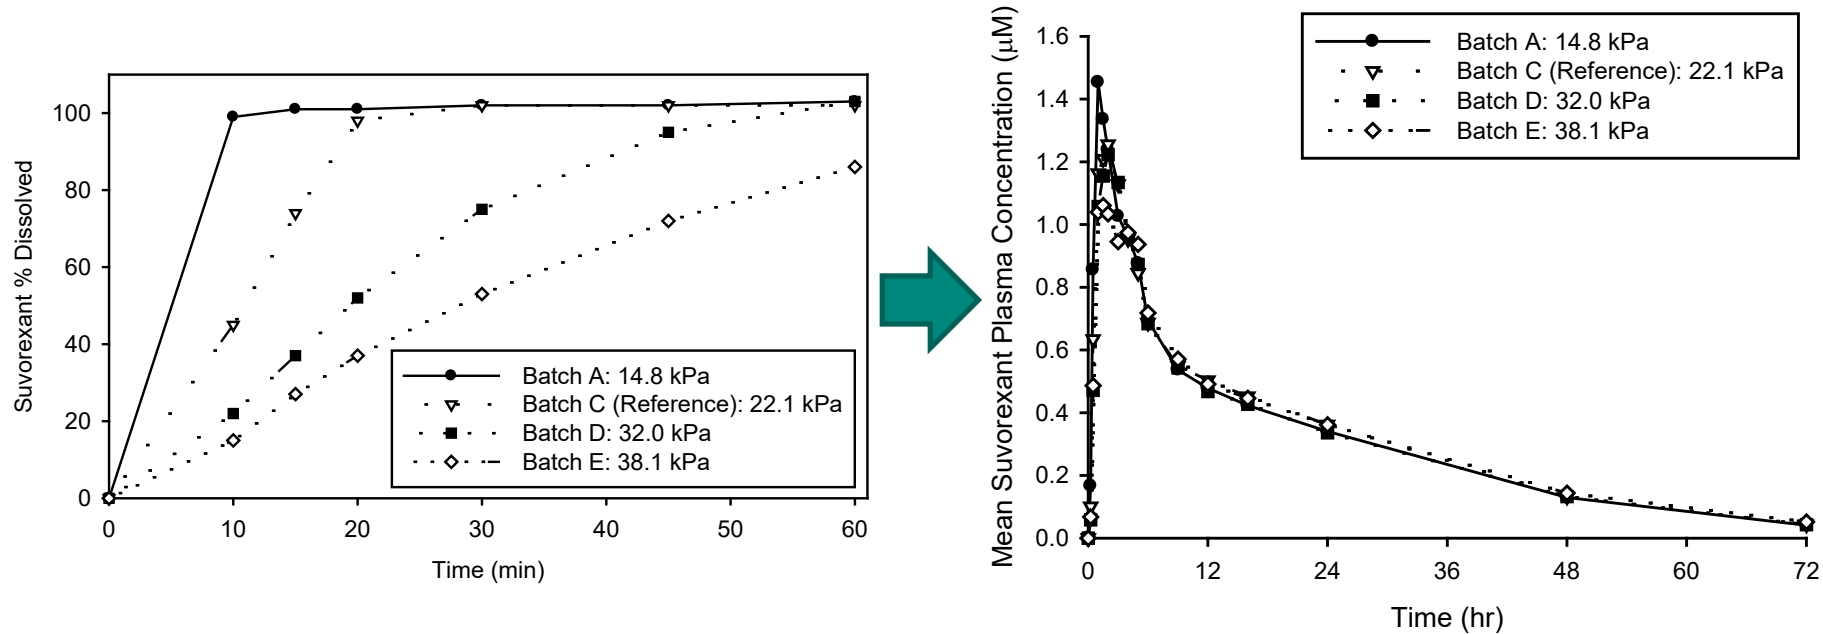 Suvorexant % Dissolved
100
80
60
40
20
0
0 10 20 30 40 50 60
Time (min)
Batch A: 14.8 kPa
Batch C (Reference): 22.1 kPa
Batch D: 32.0 kPa
Batch E: 38.1 kPa
Mean Suvorexant Plasma Concentration (μM)
1.6
1.4
1.2
1.0
0.8
0.6
0.4
0.2
0.0
0 12 24 36 48 60 72
Time (hr)
Batch A: 14.8 kPa
Batch C (Reference): 22.1 kPa
Batch D: 32.0 kPa
Batch E: 38.1 kPa